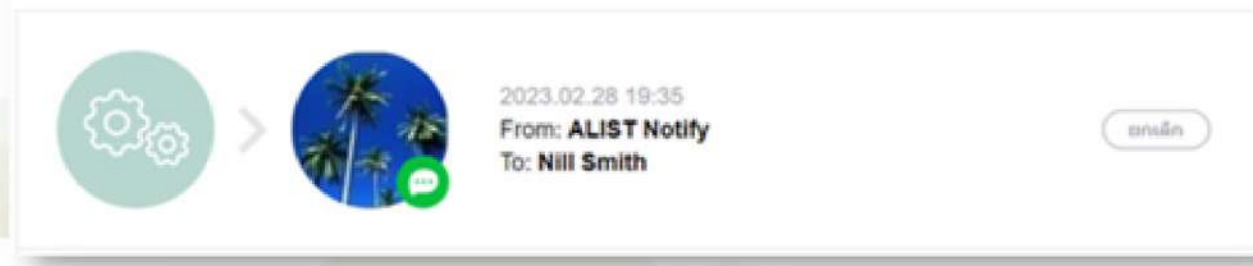 2023.02.28 19:35
From: ALIST Notify
To: Nill Smith
ยกเลิก